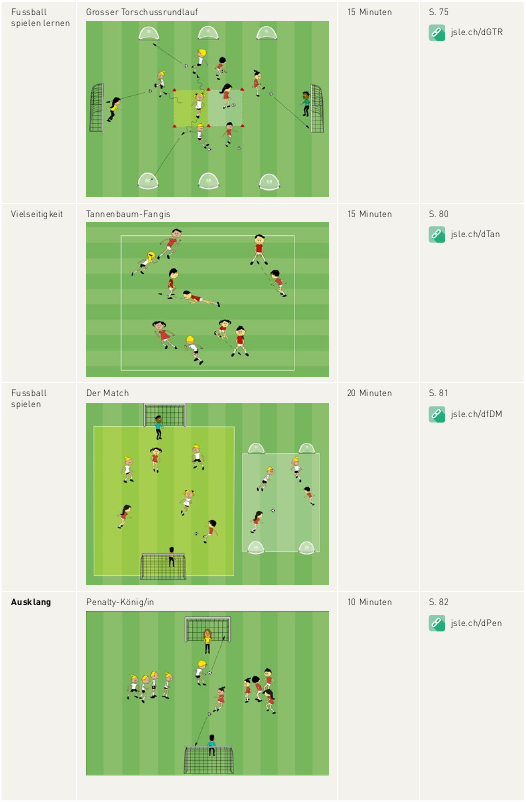 Fussball
spielen lernen
Grosser Torschussrundlauf
15 Minuten
S. 75
jsle.ch/dGTR
Vielseitigkeit
Tannenbaum-Fangis
15 Minuten
S. 80
jsle.ch/dTan
Fussball
spielen
Der Match
20 Minuten
S. 81
jsle.ch/dfDM
Ausklang
Penalty-König/in
10 Minuten
S. 82
jsle.ch/dPen